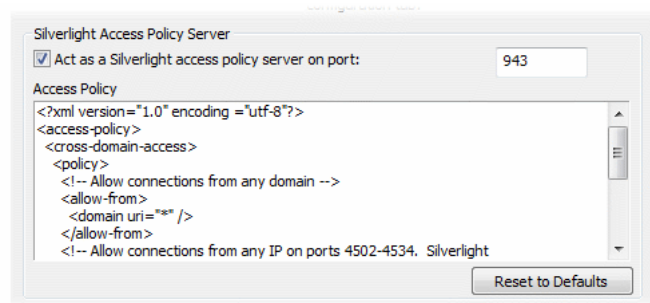 Silverlight Access Policy Server
Act as a Silverlight access policy server on port:
943
Access Policy
<?xml version="1.0" encoding ="utf-8"?>
<access-policy>
<cross-domain-access>
<policy>
<!-- Allow connections from any domain -->
<allow-from>
<domain uri="*" />
</allow-from>
<!-- Allow connections from any IP on ports 4502-4534.  Silverlight
Reset to Defaults